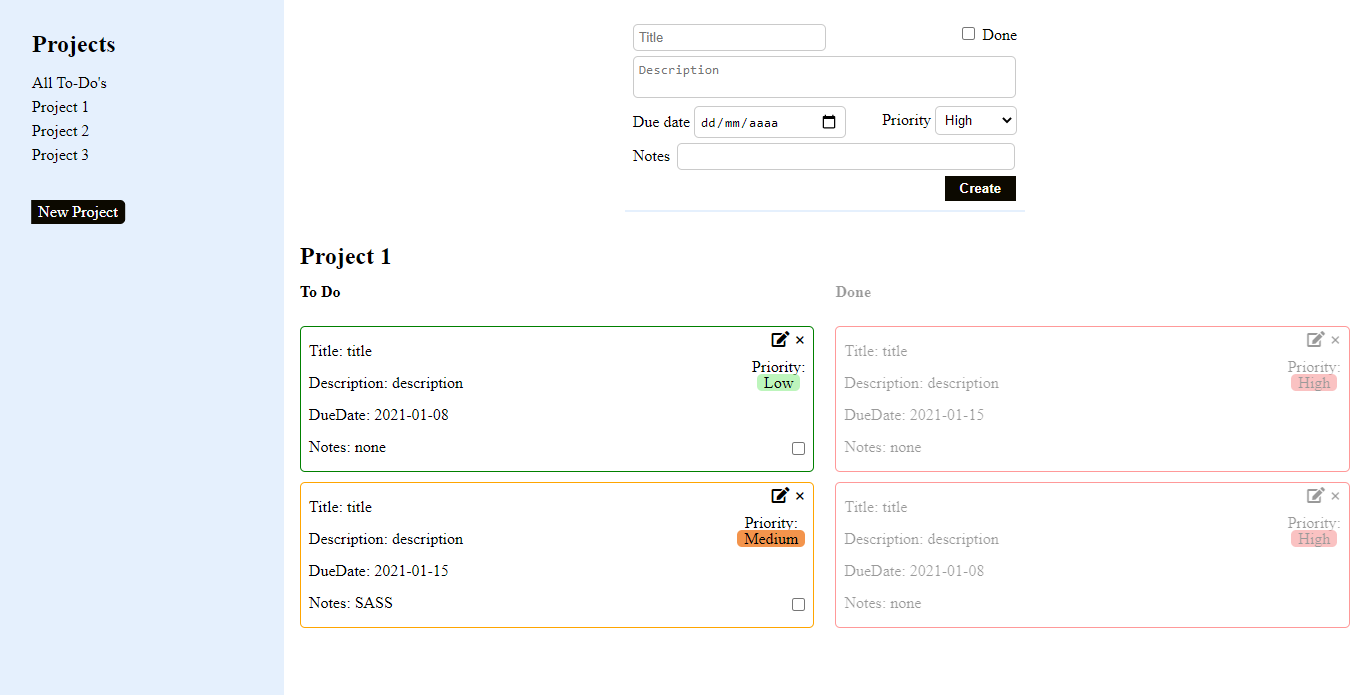 Projects
All To-Do's
Project 1
Project 2
Project 3
New Project
Title
Done
Description
Due date dd/mm/aaaa Priority High
Notes
Create
Project 1
To Do
Title: title
Priority:
Low
Description: description
DueDate: 2021-01-08
Notes: none
Title: title
Priority:
Medium
Description: description
DueDate: 2021-01-15
Notes: SASS
Done
Title: title
Priority:
High
Description: description
DueDate: 2021-01-15
Notes: none
Title: title
Priority:
High
Description: description
DueDate: 2021-01-08
Notes: none